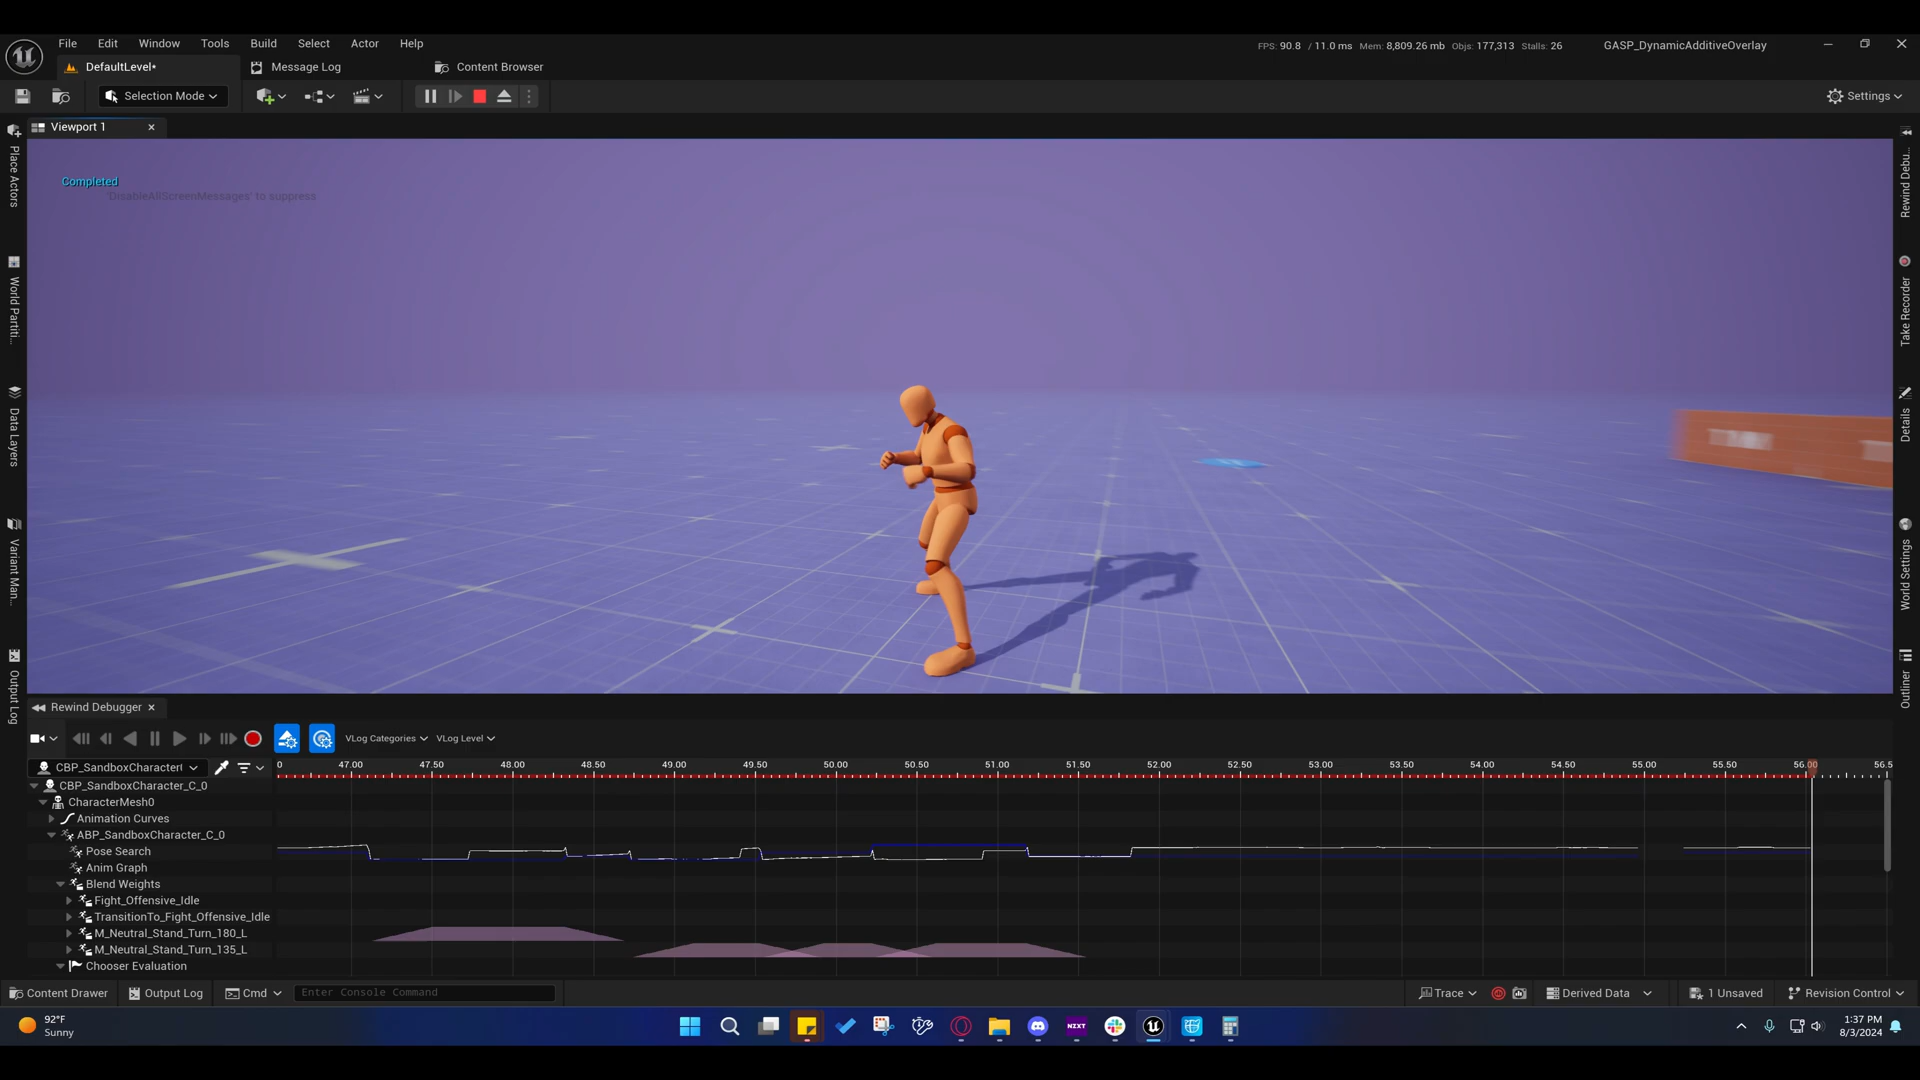 File Edit Window Tools Build Select Actor Help
FPS: 90.8 / 11.0 ms Mem: 8,809.26 mb Objs: 177,313 Stalls: 26
GASP_DynamicAdditiveOverlay
DefaultLevel*
Message Log
Content Browser
Selection Mode
Settings
Viewport 1
Place Actors
World Partiti...
Data Layers
Variant Man...
Output Log
Completed
DisableAllScreenMessages' to suppress
Rewind Debu...
Take Recorder
Details
World Settings
Outliner
Rewind Debugger
VLog Categories
VLog Level
CBP_SandboxCharacter(
0 47.00 47.50 48.00 48.50 49.00 49.50 50.00 50.50 51.00 51.50 52.00 52.50 53.00 53.50 54.00 54.50 55.00 55.50 56.00 56.5
CBP_SandboxCharacter_C_0
CharacterMesh0
Animation Curves
ABP_SandboxCharacter_C_0
Pose Search
Anim Graph
Blend Weights
Fight_Offensive_Idle
TransitionTo_Fight_Offensive_Idle
M_Neutral_Stand_Turn_180_L
M_Neutral_Stand_Turn_135_L
Chooser Evaluation
Content Drawer
Output Log
Cmd
Enter Console Command
Trace
Derived Data
1 Unsaved
Revision Control
92°F
Sunny
NZXT
1:37 PM
8/3/2024